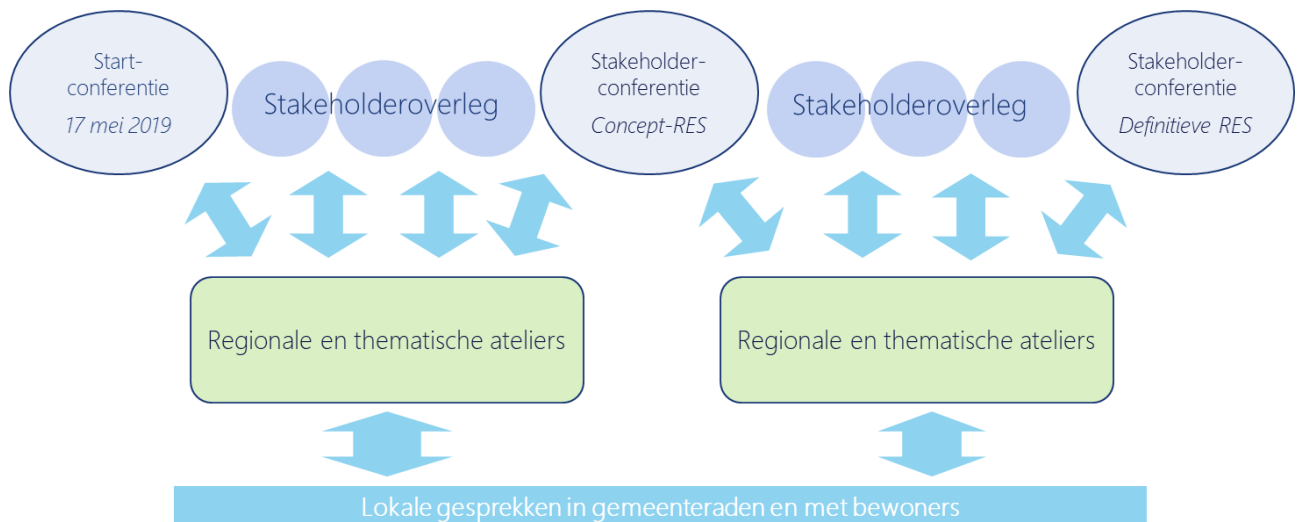 Start-
conferentie
17 mei 2019
Stakeholderoverleg
Stakeholder-
conferentie
Concept-RES
Stakeholderoverleg
Stakeholder-
conferentie
Definitieve RES
Regionale en thematische ateliers
Regionale en thematische ateliers
Lokale gesprekken in gemeenteraden en met bewoners